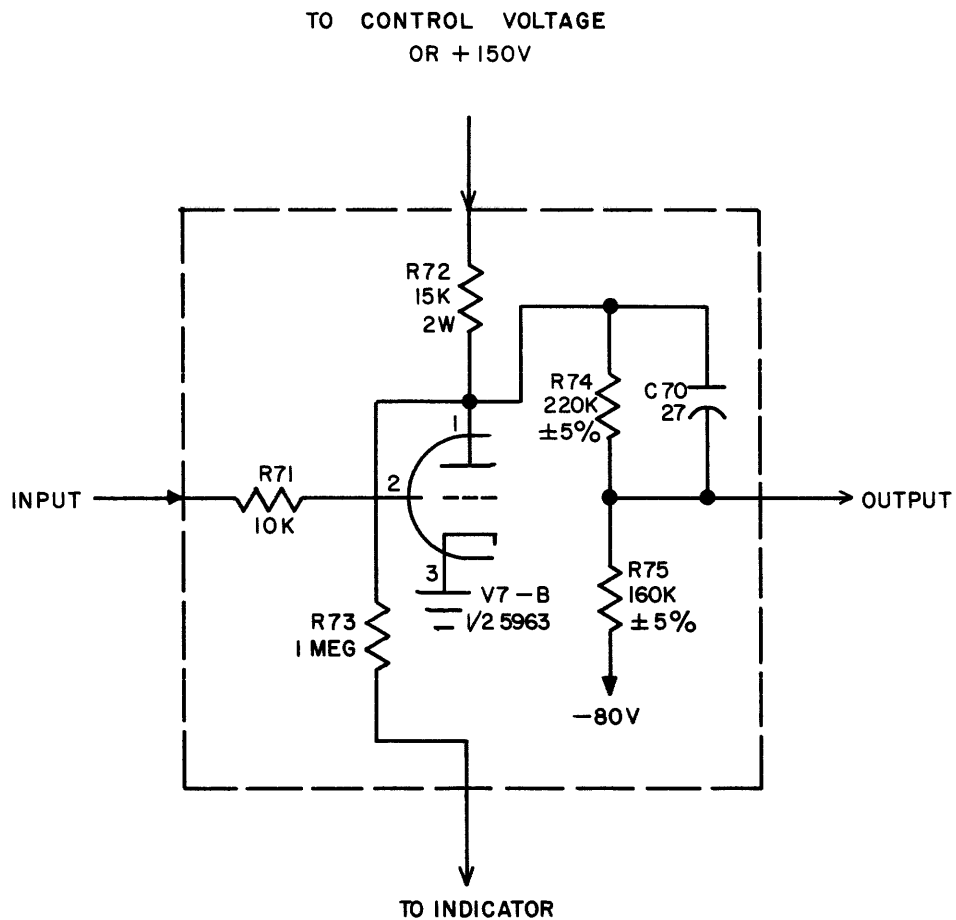 TO CONTROL VOLTAGE
OR +150V
R72
15K
2W
R74
220K
±5%
C70
27
1
INPUT
R71
10K
2
OUTPUT
3
V7-B
1/2 5963
R75
160K
±5%
R73
1 MEG
-80V
TO INDICATOR